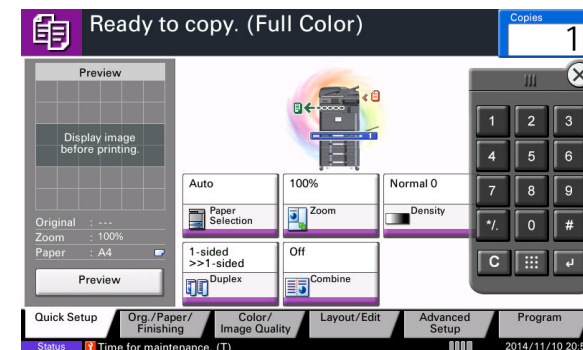 Ready to copy. (Full Color)
Copies
1
Preview
Display image
before printing.
Original : ---
Zoom : 100%
Paper : A4
Preview
1
Auto
Paper
Selection
100%
Zoom
Normal 0
Density
1-sided
>>1-sided
Duplex
Off
Combine
1 2 3
4 5 6
7 8 9
*/. 0 #
C
Quick Setup
Org./Paper/
Finishing
Color/
Image Quality
Layout/Edit
Advanced
Setup
Program
Status
Time for maintenance. (T)
2014/11/10 20:5